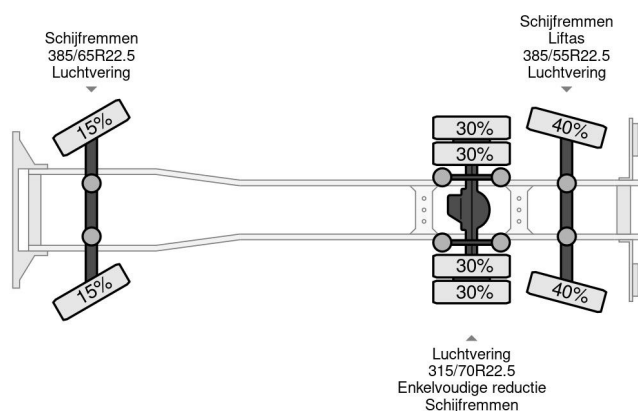 Schijfremmen
385/65R22.5
Luchtvering
Schijfremmen
Liftas
385/55R22.5
Luchtvering
15%
30%
30%
40%
15%
30%
30%
40%
Luchtvering
315/70R22.5
Enkelvoudige reductie
Schijfremmen